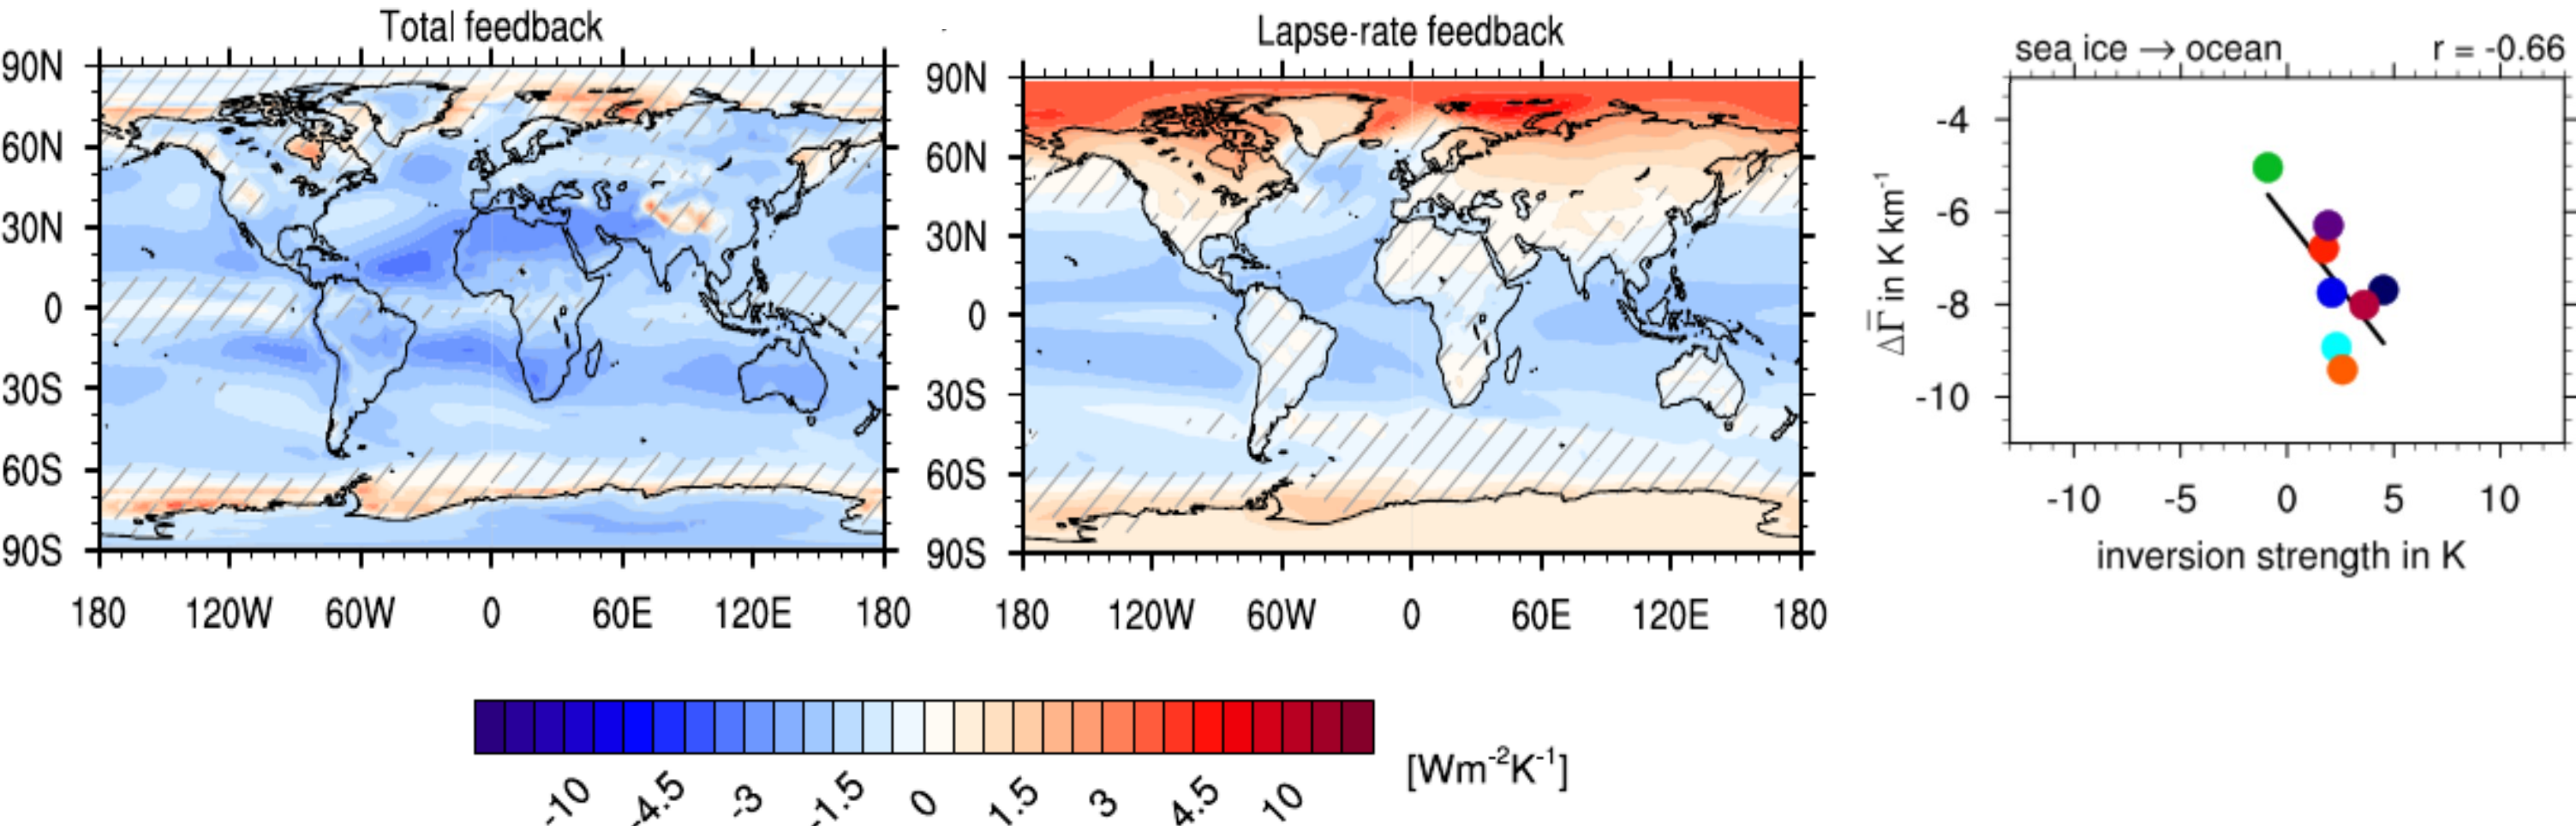 Total feedback
90N
60N
30N
0
30S
60S
90S
180 120W 60W 0 60E 120E 180
Lapse-rate feedback
90N
60N
30N
0
30S
60S
90S
180 120W 60W 0 60E 120E 180
sea ice → ocean r = -0.66
-4
-6
-8
-10
ΔΓ̅ in K km⁻¹
-10 -5 0 5 10
inversion strength in K
-10 -4.5 -3 -1.5 0 1.5 3 4.5 10
[Wm⁻²K⁻¹]